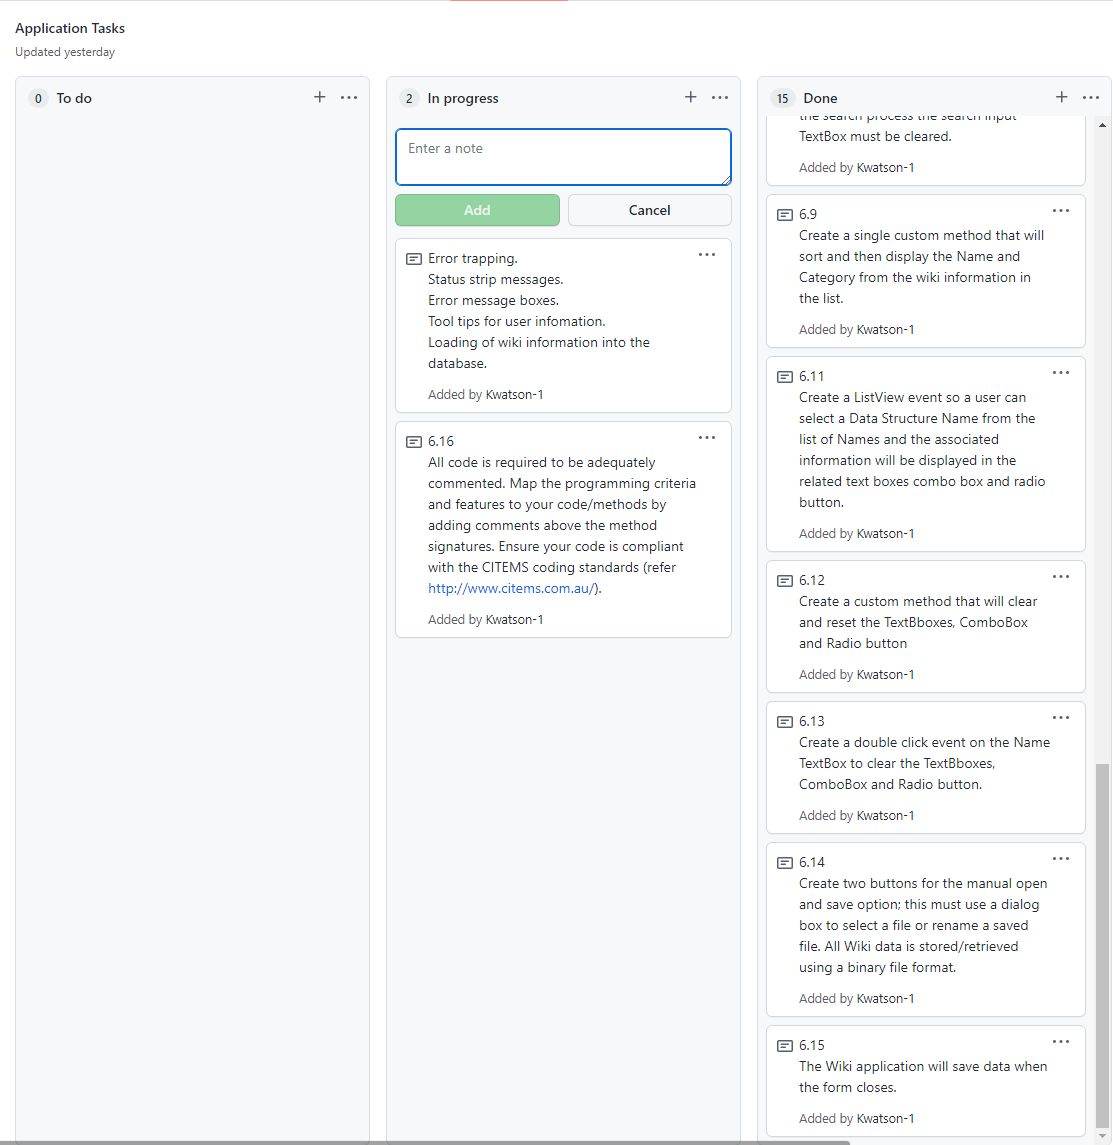 Application Tasks
Updated yesterday
0 To do
2 In progress
Enter a note
Add Cancel
Error trapping.
Status strip messages.
Error message boxes.
Tool tips for user infomation.
Loading of wiki information into the
database.
Added by Kwatson-1
6.16
All code is required to be adequately
commented. Map the programming criteria
and features to your code/methods by
adding comments above the method
signatures. Ensure your code is compliant
with the CITEMS coding standards (refer
http://www.citems.com.au/).
Added by Kwatson-1
15 Done
the search process the search input
TextBox must be cleared.
Added by Kwatson-1
6.9
Create a single custom method that will
sort and then display the Name and
Category from the wiki information in
the list.
Added by Kwatson-1
6.11
Create a ListView event so a user can
select a Data Structure Name from the
list of Names and the associated
information will be displayed in the
related text boxes combo box and radio
button.
Added by Kwatson-1
6.12
Create a custom method that will clear
and reset the TextBboxes, ComboBox
and Radio button
Added by Kwatson-1
6.13
Create a double click event on the Name
TextBox to clear the TextBboxes,
ComboBox and Radio button.
Added by Kwatson-1
6.14
Create two buttons for the manual open
and save option; this must use a dialog
box to select a file or rename a saved
file. All Wiki data is stored/retrieved
using a binary file format.
Added by Kwatson-1
6.15
The Wiki application will save data when
the form closes.
Added by Kwatson-1